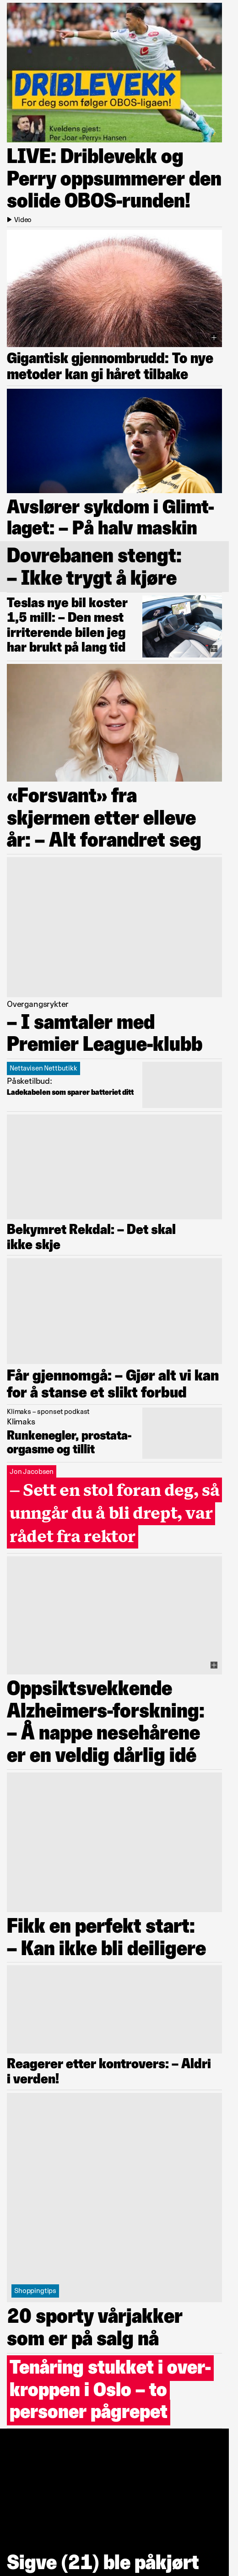 DRIBLEVEKK
For deg som følger OBOS-ligaen!
Kveldens gjest:
Per Joar «Perry» Hansen
LIVE: Driblevekk og
Perry oppsummerer den
solide OBOS-runden!
Video
Gigantisk gjennombrudd: To nye
metoder kan gi håret tilbake
Avslører sykdom i Glimt-
laget: – På halv maskin
Dovrebanen stengt:
– Ikke trygt å kjøre
Teslas nye bil koster
1,5 mill: – Den mest
irriterende bilen jeg
har brukt på lang tid
«Forsvant» fra
skjermen etter elleve
år: – Alt forandret seg
Overgangsrykter
– I samtaler med
Premier League-klubb
Nettavisen Nettbutikk
Påsketilbud:
Ladekabelen som sparer batteriet ditt
Bekymret Rekdal: – Det skal
ikke skje
Får gjennomgå: – Gjør alt vi kan
for å stanse et slikt forbud
Klimaks – sponset podkast
Klimaks
Runkenegler, prostata-
orgasme og tillit
Jon Jacobsen
– Sett en stol foran deg, så
unngår du å bli drept, var
rådet fra rektor
Oppsiktsvekkende
Alzheimers-forskning:
– Å nappe nesehårene
er en veldig dårlig idé
Fikk en perfekt start:
– Kan ikke bli deiligere
Reagerer etter kontrovers: – Aldri
i verden!
Shoppingtips
20 sporty vårjakker
som er på salg nå
Tenåring stukket i over-
kroppen i Oslo – to
personer pågrepet
Sigve (21) ble påkjørt